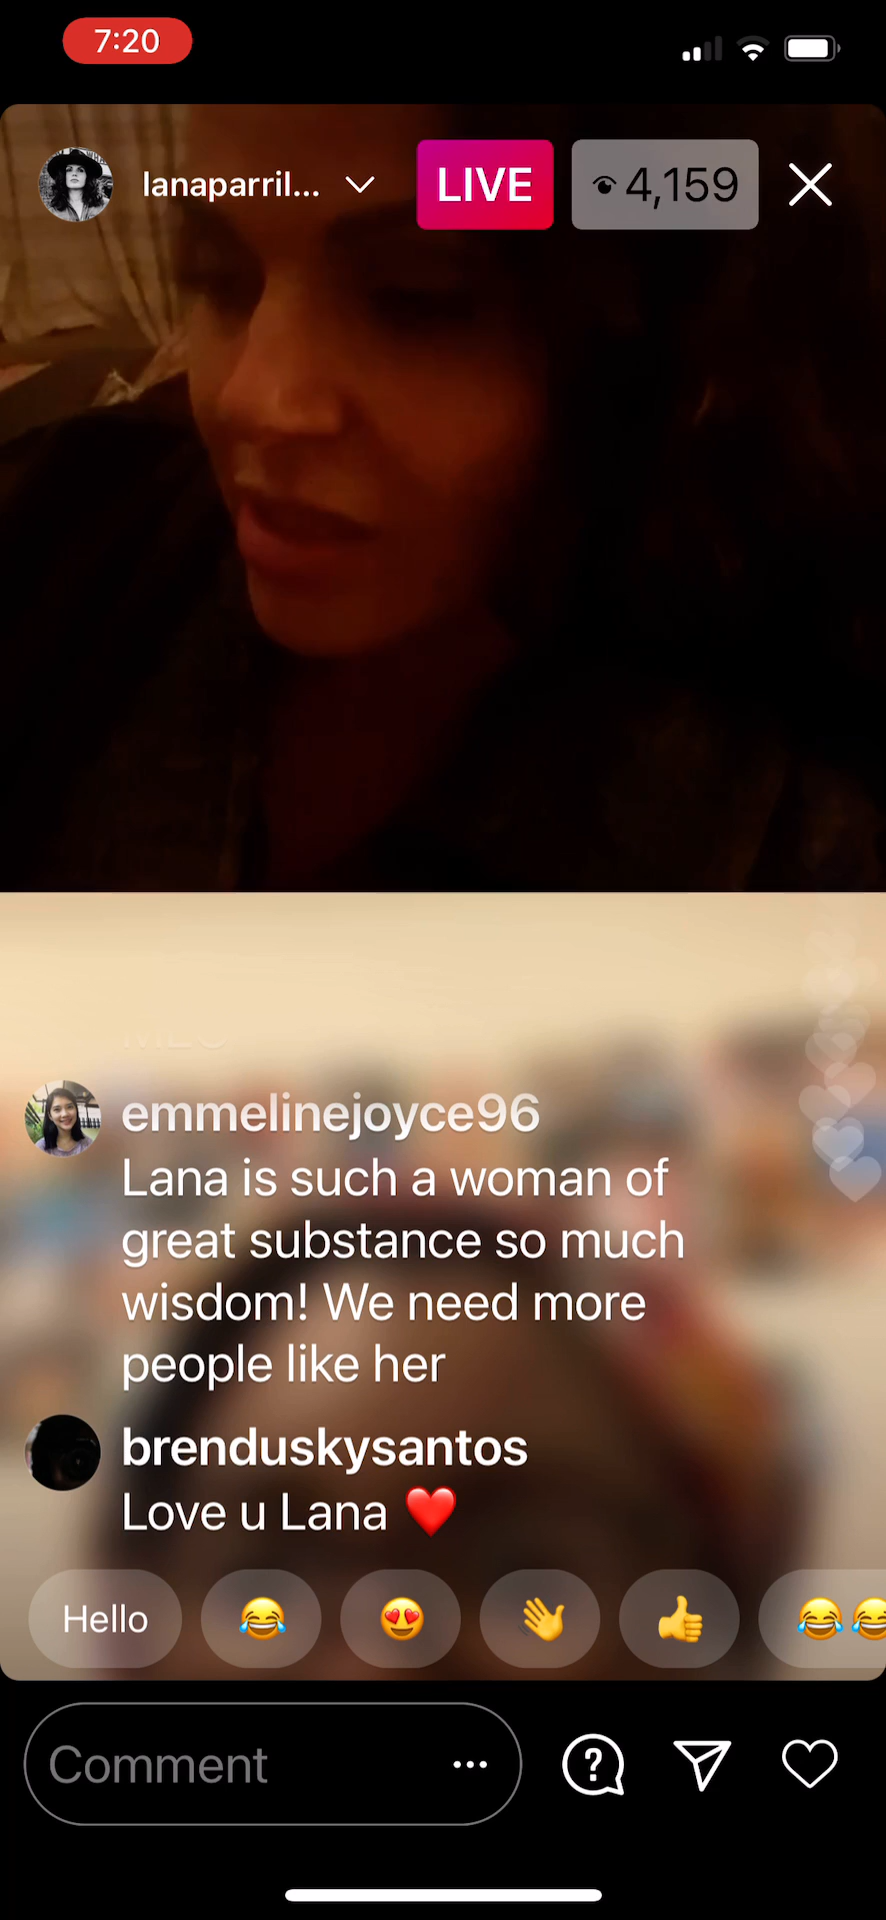 7:20
lanaparril... LIVE 4,159
emmelinejoyce96
Lana is such a woman of
great substance so much
wisdom! We need more
people like her
brenduskysantos
Love u Lana ❤️
Hello 😂 😍 👋 👍 😂😂
Comment ...